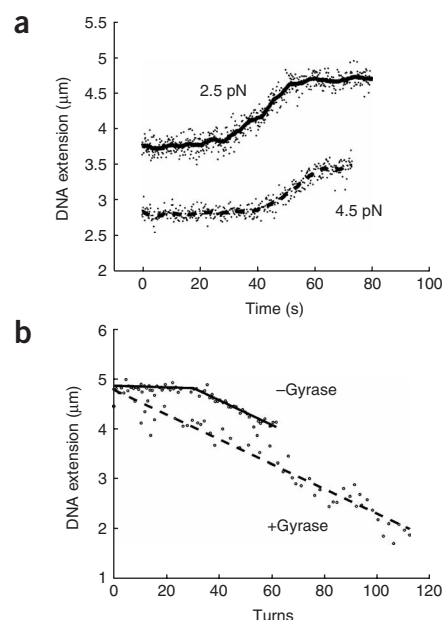 a
DNA extension (μm)
5
4.5
4
3.5
3
2.5
2
2.5 pN
4.5 pN
0 20 40 60 80 100
Time (s)
b
DNA extension (μm)
6
5
4
3
2
1
–Gyrase
+Gyrase
0 20 40 60 80 100 120
Turns